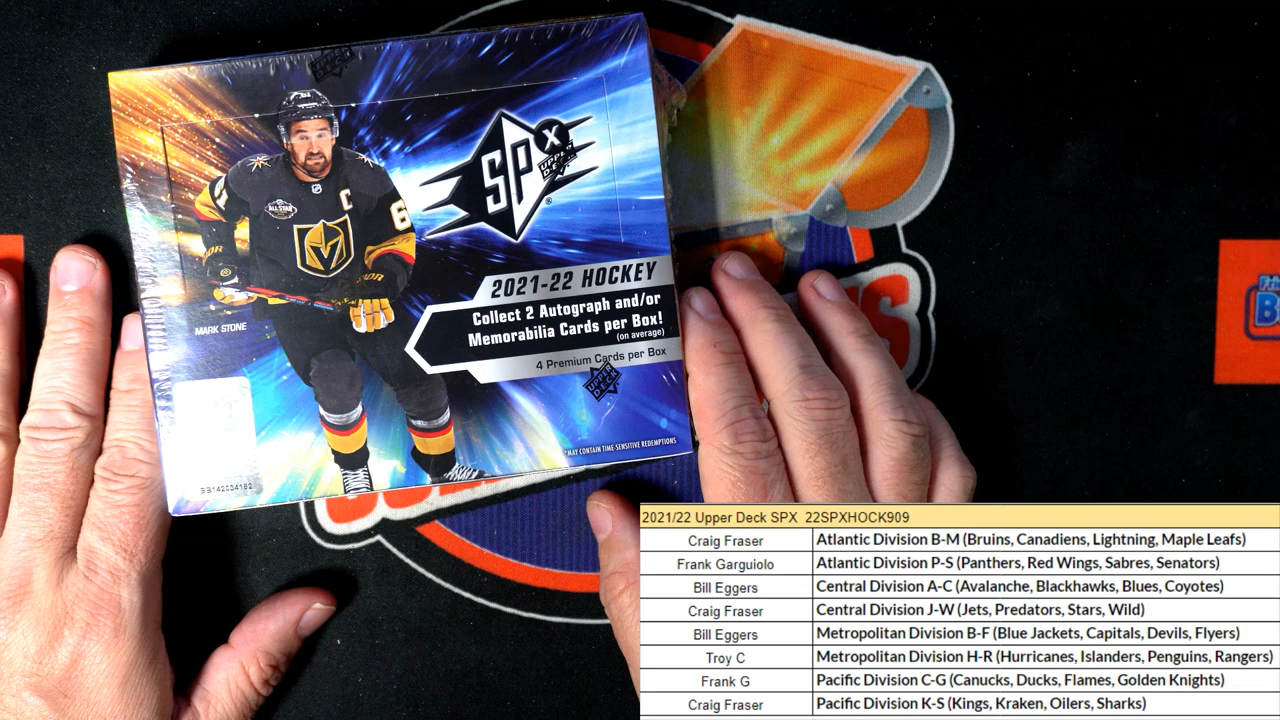 SPX
UPPER DECK
2021-22 HOCKEY
Collect 2 Autograph and/or
Memorabilia Cards per Box!
(on average)
4 Premium Cards per Box
UPPER DECK
MARK STONE
C
6
*MAY CONTAIN TIME-SENSITIVE REDEMPTIONS
2021/22 Upper Deck SPX 22SPXHOCK909
Craig Fraser Atlantic Division B-M (Bruins, Canadiens, Lightning, Maple Leafs)
Frank Garguiolo Atlantic Division P-S (Panthers, Red Wings, Sabres, Senators)
Bill Eggers Central Division A-C (Avalanche, Blackhawks, Blues, Coyotes)
Craig Fraser Central Division J-W (Jets, Predators, Stars, Wild)
Bill Eggers Metropolitan Division B-F (Blue Jackets, Capitals, Devils, Flyers)
Troy C Metropolitan Division H-R (Hurricanes, Islanders, Penguins, Rangers)
Frank G Pacific Division C-G (Canucks, Ducks, Flames, Golden Knights)
Craig Fraser Pacific Division K-S (Kings, Kraken, Oilers, Sharks)